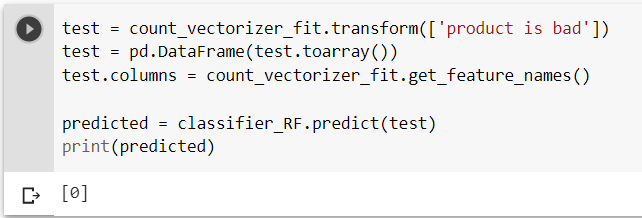 test = count_vectorizer_fit.transform(['product is bad'])
test = pd.DataFrame(test.toarray())
test.columns = count_vectorizer_fit.get_feature_names()
predicted = classifier_RF.predict(test)
print(predicted)
[0]